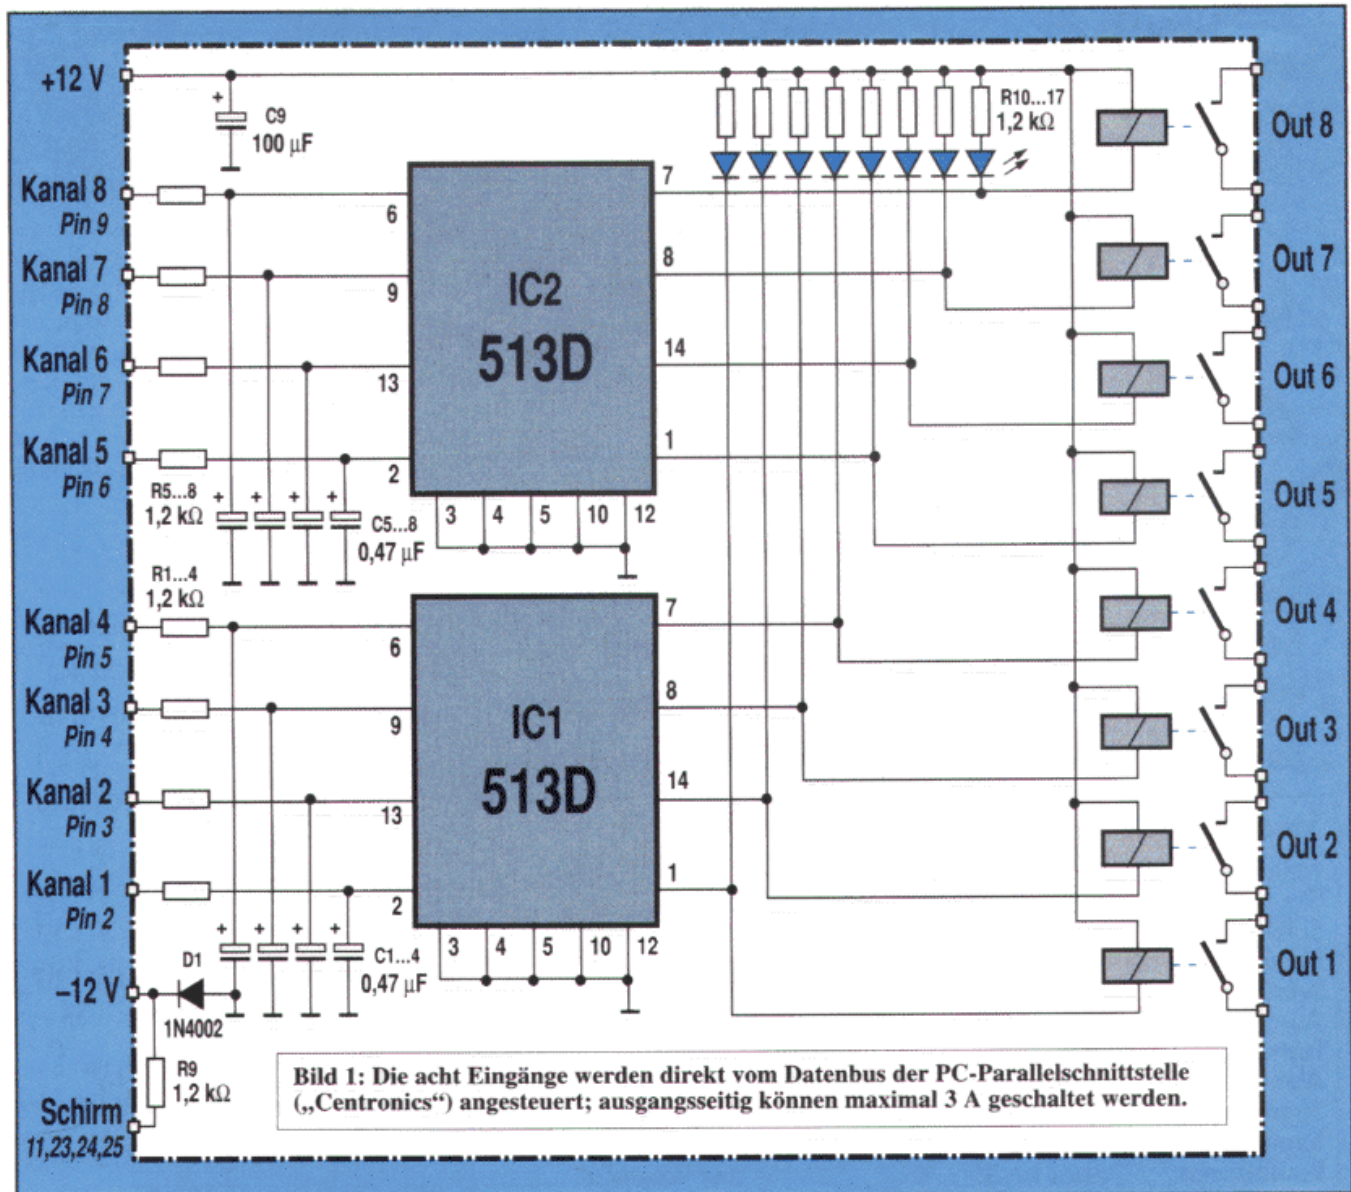 +12 V
+
C9
100 µF
R10...17
1,2 kΩ
Out 8
Kanal 8
Pin 9
6
7
Kanal 7
Pin 8
9
8
Out 7
IC2
513D
Kanal 6
Pin 7
13
14
Out 6
Kanal 5
Pin 6
2
1
Out 5
R5...8
1,2 kΩ
+ + + +
C5...8
0,47 µF
3 4 5 10 12
R1...4
1,2 kΩ
Kanal 4
Pin 5
6
7
Out 4
Kanal 3
Pin 4
9
8
Out 3
IC1
513D
Kanal 2
Pin 3
13
14
Out 2
Kanal 1
Pin 2
2
1
+ + + +
C1...4
0,47 µF
3 4 5 10 12
Out 1
D1
–12 V
1N4002
R9
1,2 kΩ
Schirm
11,23,24,25
Bild 1: Die acht Eingänge werden direkt vom Datenbus der PC-Parallelschnittstelle
(„Centronics“) angesteuert; ausgangsseitig können maximal 3 A geschaltet werden.